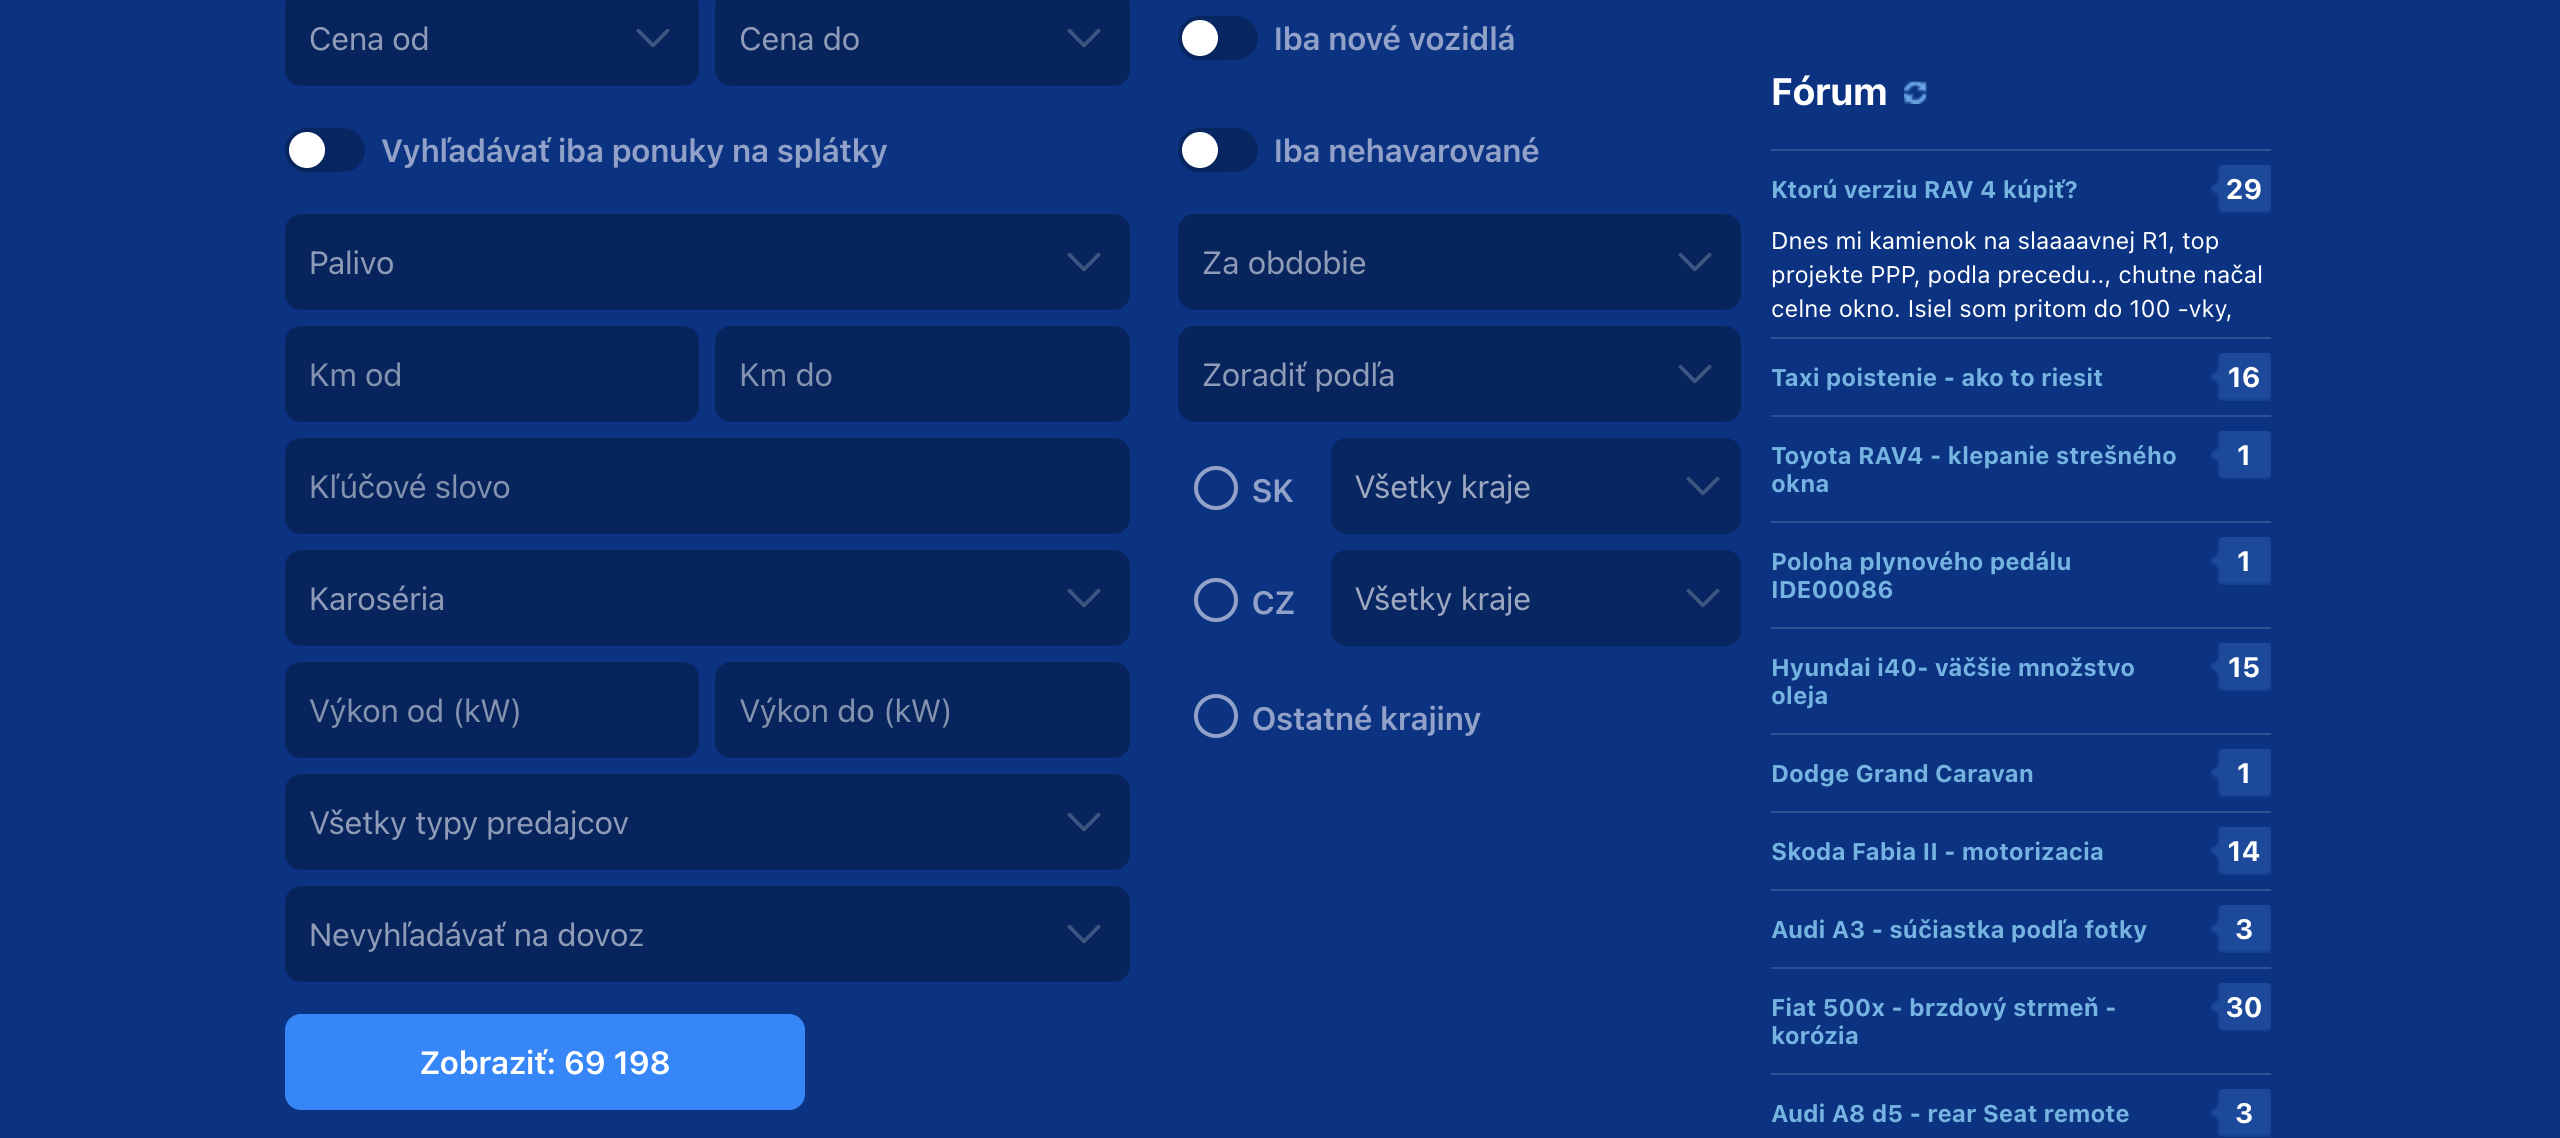 Cena od
Cena do
Iba nové vozidlá
Vyhľadávať iba ponuky na splátky
Iba nehavarované
Palivo
Za obdobie
Km od
Km do
Zoradiť podľa
Kľúčové slovo
SK
Všetky kraje
Karoséria
CZ
Všetky kraje
Výkon od (kW)
Výkon do (kW)
Ostatné krajiny
Všetky typy predajcov
Nevyhľadávať na dovoz
Zobraziť: 69 198
Fórum
Ktorú verziu RAV 4 kúpiť?
29
Dnes mi kamienok na slaaaavnej R1, top
projekte PPP, podla precedu.., chutne načal
celne okno. Isiel som pritom do 100 -vky,
Taxi poistenie - ako to riesit
16
Toyota RAV4 - klepanie strešného
okna
1
Poloha plynového pedálu
IDE00086
1
Hyundai i40- väčšie množstvo
oleja
15
Dodge Grand Caravan
1
Skoda Fabia II - motorizacia
14
Audi A3 - súčiastka podľa fotky
3
Fiat 500x - brzdový strmeň -
korózia
30
Audi A8 d5 - rear Seat remote
3